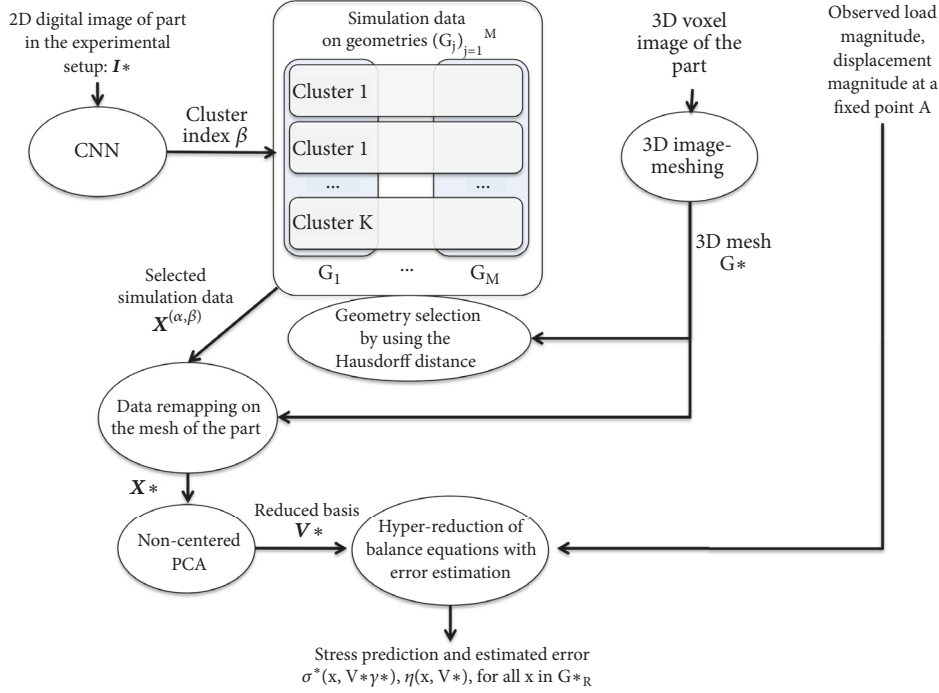 2D digital image of part
in the experimental
setup: I*
CNN
Cluster
index β
Simulation data
on geometries (G_j)_{j=1}^M
Cluster 1
Cluster 1
...
...
Cluster K
G_1
...
G_M
3D voxel
image of the
part
3D image-
meshing
3D mesh
G*
Observed load
magnitude,
displacement
magnitude at a
fixed point A
Selected
simulation data
X^(α,β)
Geometry selection
by using the
Hausdorff distance
Data remapping on
the mesh of the part
X*
Non-centered
PCA
Reduced basis
V*
Hyper-reduction of
balance equations with
error estimation
Stress prediction and estimated error
σ*(x, V*γ*), η(x, V*), for all x in G*_R